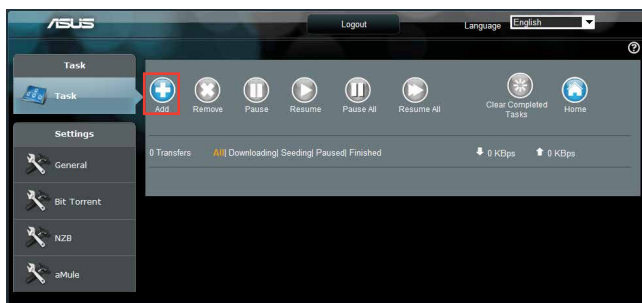 ASUS
Logout
Language English
Task
Task
Add
Remove
Pause
Resume
Pause All
Resume All
Clear Completed
Tasks
Home
Settings
General
Bit Torrent
NZB
aMule
0 Transfers All| Downloading| Seeding| Paused| Finished 0 KBps 0 KBps